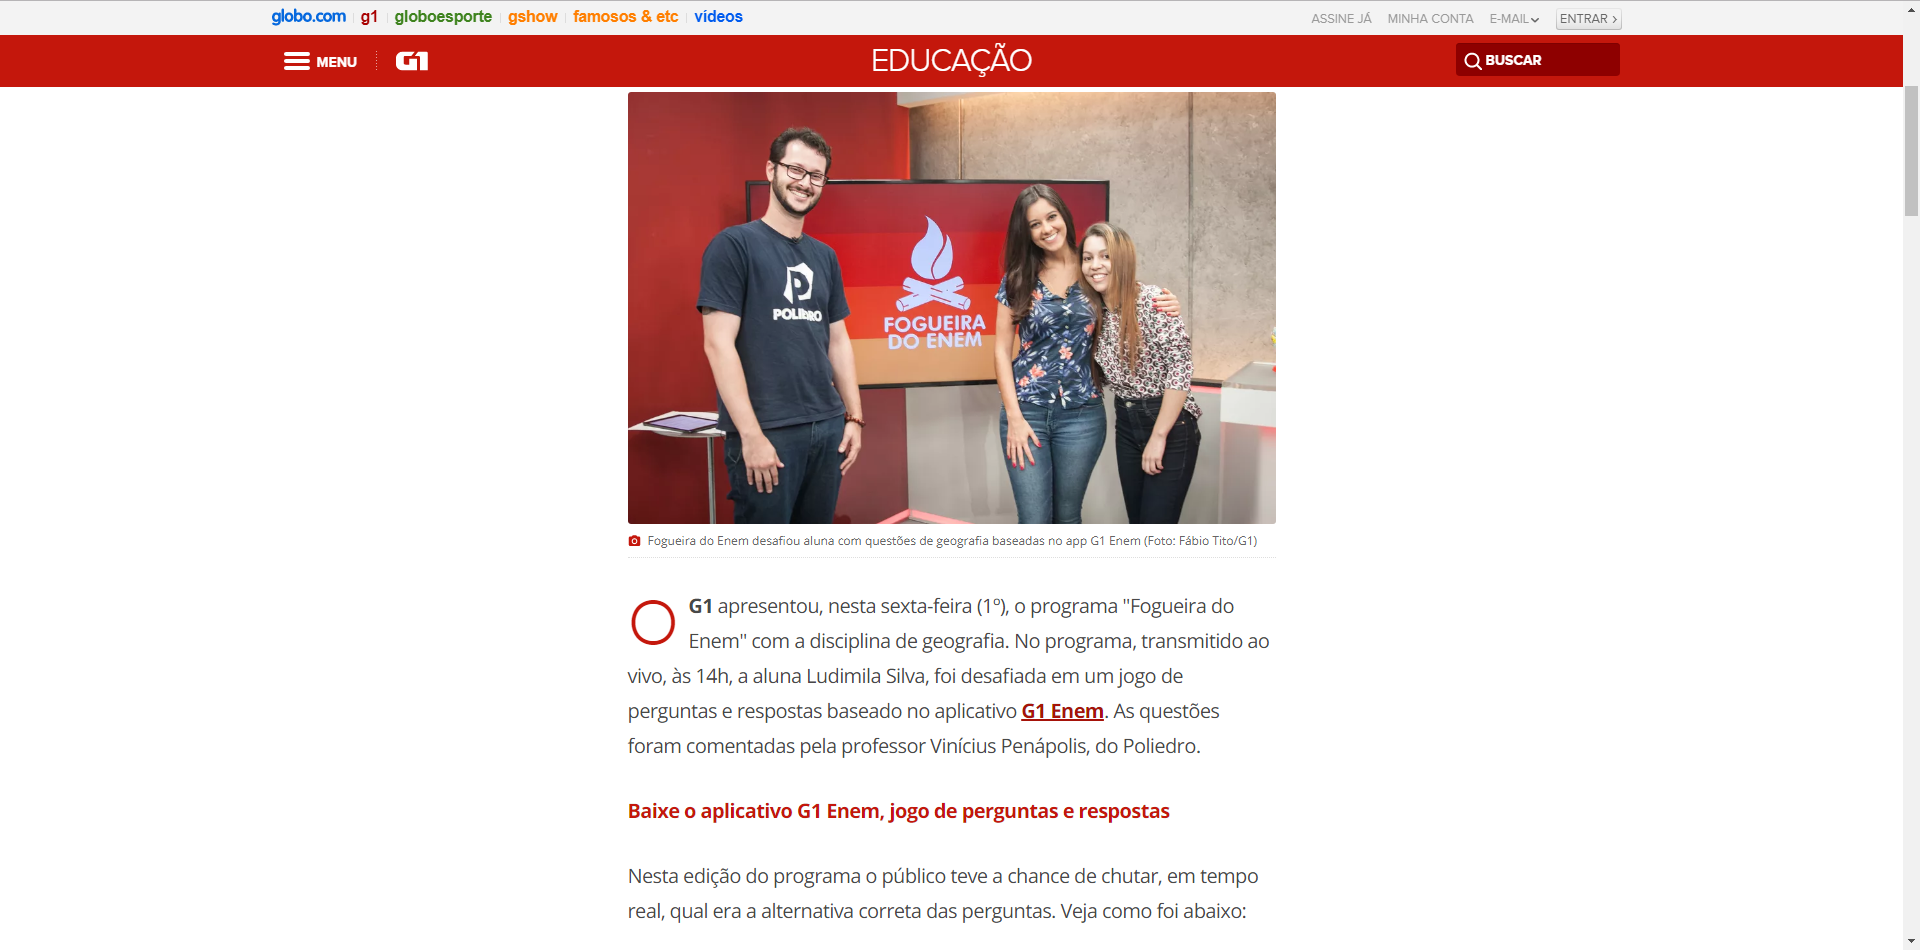 globo.com g1 globoesporte gshow famosos & etc vídeos
ASSINE JÁ MINHA CONTA E-MAIL ENTRAR ›
MENU G1 EDUCAÇÃO BUSCAR
POLIEDRO
FOGUEIRA
DO ENEM
Fogueira do Enem desafiou aluna com questões de geografia baseadas no app G1 Enem (Foto: Fábio Tito/G1)
O G1 apresentou, nesta sexta-feira (1º), o programa "Fogueira do
Enem" com a disciplina de geografia. No programa, transmitido ao
vivo, às 14h, a aluna Ludimila Silva, foi desafiada em um jogo de
perguntas e respostas baseado no aplicativo G1 Enem. As questões
foram comentadas pela professor Vinícius Penápolis, do Poliedro.
Baixe o aplicativo G1 Enem, jogo de perguntas e respostas
Nesta edição do programa o público teve a chance de chutar, em tempo
real, qual era a alternativa correta das perguntas. Veja como foi abaixo: